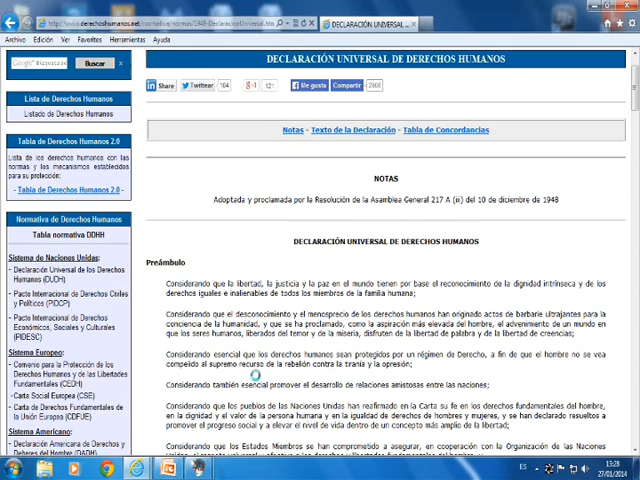 http://www.derechoshumanos.net/normativa/normas/1948-DeclaracionUniversal.htm
DECLARACIÓN UNIVERSAL ...
Archivo Edición Ver Favoritos Herramientas Ayuda
DECLARACIÓN UNIVERSAL DE DERECHOS HUMANOS
Google Búsqueda p
Buscar
Share
Twittear
104
+1
121
Me gusta
Compartir
2960
Lista de Derechos Humanos
Listado de Derechos Humanos
Tabla de Derechos Humanos 2.0
Lista de los derechos humanos con las
normas y los mecanismos establecidos
para su protección:
- Tabla de Derechos Humanos 2.0 -
Normativa de Derechos Humanos
Tabla normativa DDHH
Sistema de Naciones Unidas:
- Declaración Universal de los Derechos
Humanos (DUDH)
- Pacto Internacional de Derechos Civiles
y Políticos (PIDCP)
- Pacto Internacional de Derechos
Económicos, Sociales y Culturales
(PIDESC)
Sistema Europeo:
- Convenio para la Protección de los
Derechos Humanos y de las Libertades
Fundamentales (CEDH)
- Carta Social Europea (CSE)
- Carta de Derechos Fundamentales de
la Unión Europea (CDFUE)
Sistema Americano:
- Declaración Americana de Derechos y
Deberes del Hombre (DADH)
Notas - Texto de la Declaración - Tabla de Concordancias
NOTAS
Adoptada y proclamada por la Resolución de la Asamblea General 217 A (iii) del 10 de diciembre de 1948
DECLARACIÓN UNIVERSAL DE DERECHOS HUMANOS
Preámbulo
Considerando que la libertad, la justicia y la paz en el mundo tienen por base el reconocimiento de la dignidad intrínseca y de los
derechos iguales e inalienables de todos los miembros de la familia humana;
Considerando que el desconocimiento y el menosprecio de los derechos humanos han originado actos de barbarie ultrajantes para la
conciencia de la humanidad, y que se ha proclamado, como la aspiración más elevada del hombre, el advenimiento de un mundo en
que los seres humanos, liberados del temor y de la miseria, disfruten de la libertad de palabra y de la libertad de creencias;
Considerando esencial que los derechos humanos sean protegidos por un régimen de Derecho, a fin de que el hombre no se vea
compelido al supremo recurso de la rebelión contra la tiranía y la opresión;
Considerando también esencial promover el desarrollo de relaciones amistosas entre las naciones;
Considerando que los pueblos de las Naciones Unidas han reafirmado en la Carta su fe en los derechos fundamentales del hombre,
en la dignidad y el valor de la persona humana y en la igualdad de derechos de hombres y mujeres, y se han declarado resueltos a
promover el progreso social y a elevar el nivel de vida dentro de un concepto más amplio de la libertad;
Considerando que los Estados Miembros se han comprometido a asegurar, en cooperación con la Organización de las Naciones
ES
13:28
27/01/2014